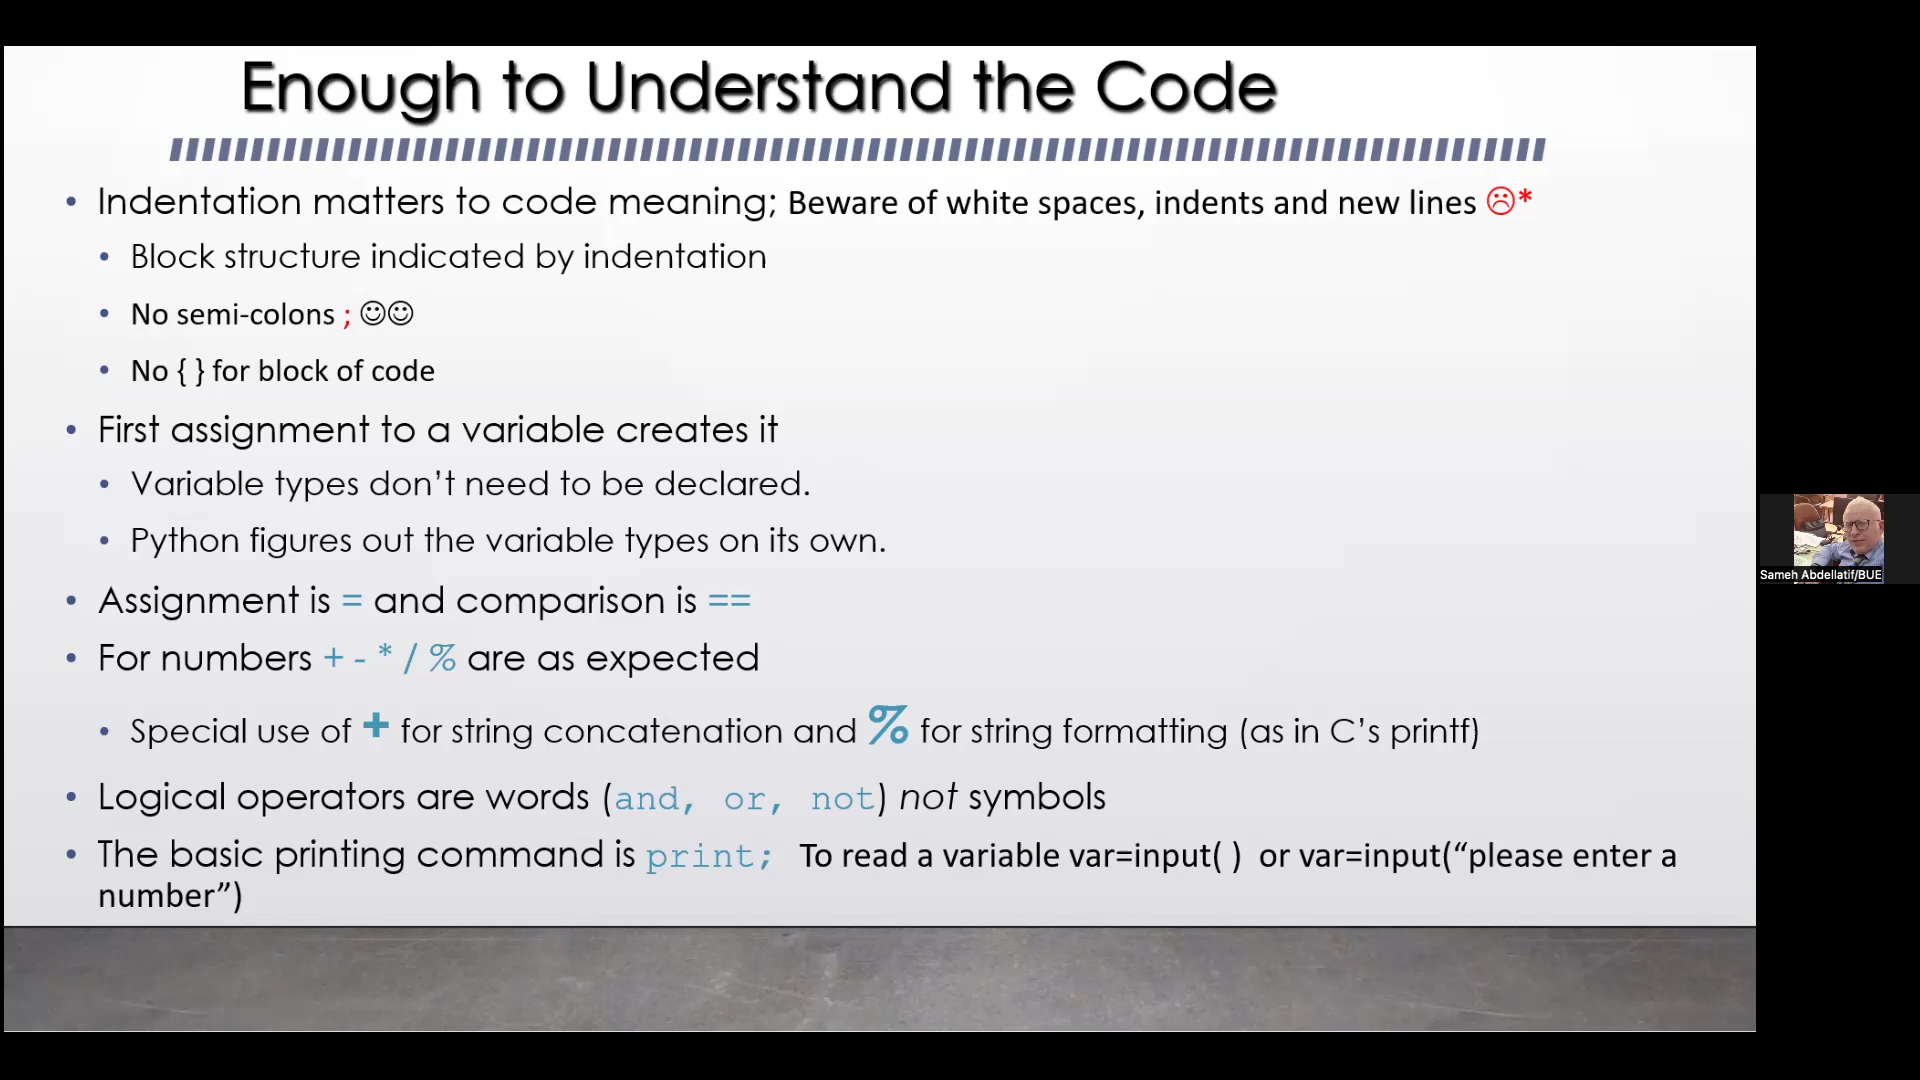 Enough to Understand the Code
• Indentation matters to code meaning; Beware of white spaces, indents and new lines ☹*
• Block structure indicated by indentation
• No semi-colons ; ☺☺
• No { } for block of code
• First assignment to a variable creates it
• Variable types don’t need to be declared.
• Python figures out the variable types on its own.
• Assignment is = and comparison is ==
• For numbers + - * / % are as expected
• Special use of + for string concatenation and % for string formatting (as in C’s printf)
• Logical operators are words (and, or, not) not symbols
• The basic printing command is print; To read a variable var=input( ) or var=input(“please enter a
number”)
Sameh Abdellatif/BUE